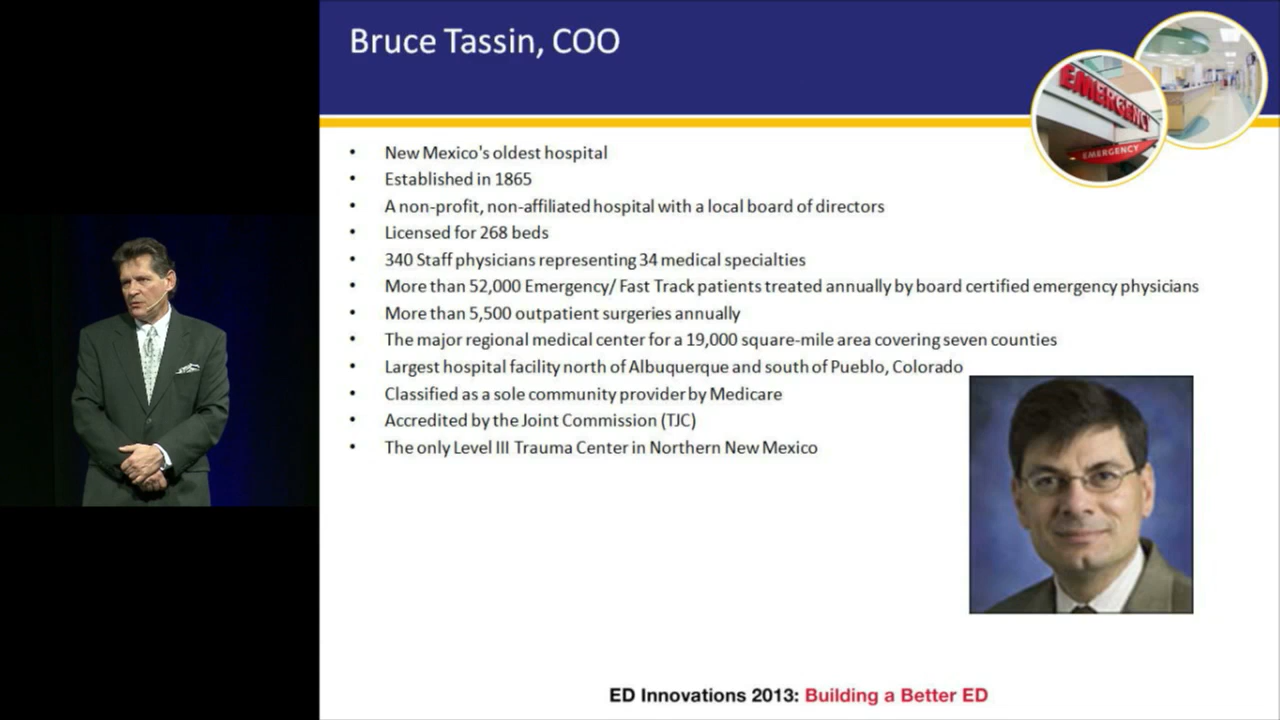 Bruce Tassin, COO
EMERGENCY
EMERGENCY
• New Mexico's oldest hospital
• Established in 1865
• A non-profit, non-affiliated hospital with a local board of directors
• Licensed for 268 beds
• 340 Staff physicians representing 34 medical specialties
• More than 52,000 Emergency/ Fast Track patients treated annually by board certified emergency physicians
• More than 5,500 outpatient surgeries annually
• The major regional medical center for a 19,000 square-mile area covering seven counties
• Largest hospital facility north of Albuquerque and south of Pueblo, Colorado
• Classified as a sole community provider by Medicare
• Accredited by the Joint Commission (TJC)
• The only Level III Trauma Center in Northern New Mexico
ED Innovations 2013: Building a Better ED